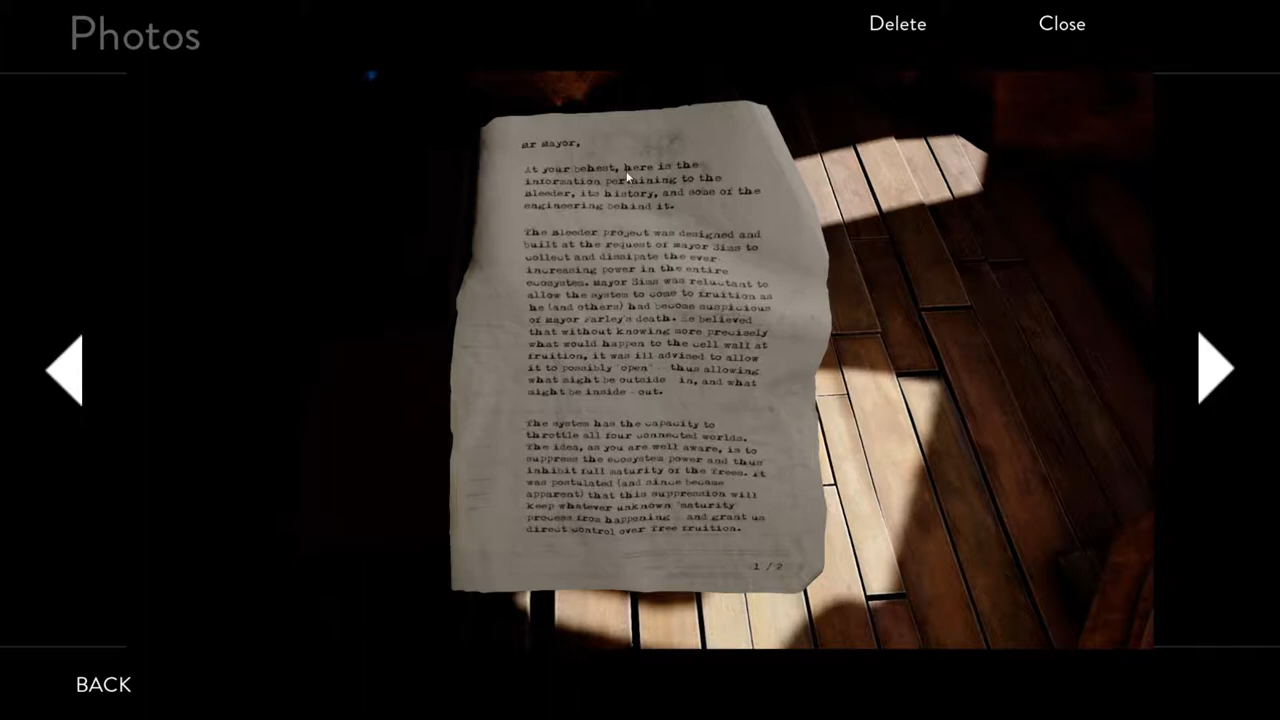 Photos
Delete
Close
Mr Mayor,
At your behest, here is the
information pertaining to the
Bleeder, its history, and some of the
engineering behind it.
The Bleeder project was designed and
built at the request of Mayor Sims to
collect and dissipate the ever
increasing power in the entire
ecosystem. Mayor Sims was reluctant to
allow the system to come to fruition as
he (and others) had become suspicious
of Mayor Farley's death. He believed
that without knowing more precisely
what would happen to the cell wall at
fruition, it was ill advised to allow
it to possibly "open" - thus allowing
what might be outside - in, and what
might be inside - out.
The system has the capacity to
throttle all four connected worlds.
The idea, as you are well aware, is to
suppress the ecosystem power and thus
inhibit full maturity of the Trees. It
was postulated (and since became
apparent) that this suppression will
keep whatever unknown "maturity"
process from happening - and grant us
direct control over Tree fruition.
1 / 2
BACK